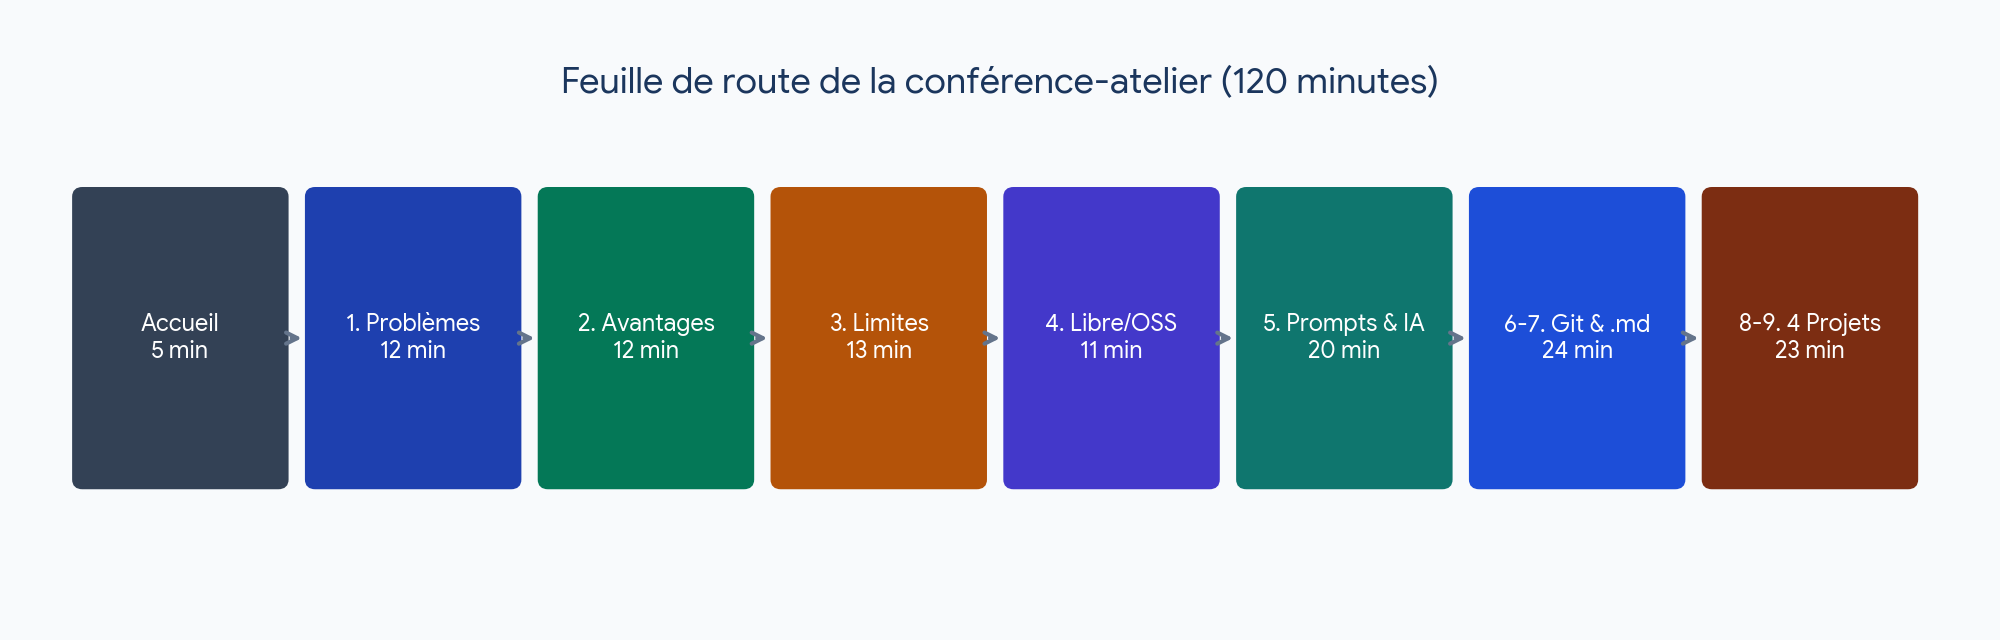 Feuille de route de la conférence-atelier (120 minutes)
Accueil
5 min
1. Problèmes
12 min
2. Avantages
12 min
3. Limites
13 min
4. Libre/OSS
11 min
5. Prompts & IA
20 min
6-7. Git & .md
24 min
8-9. 4 Projets
23 min